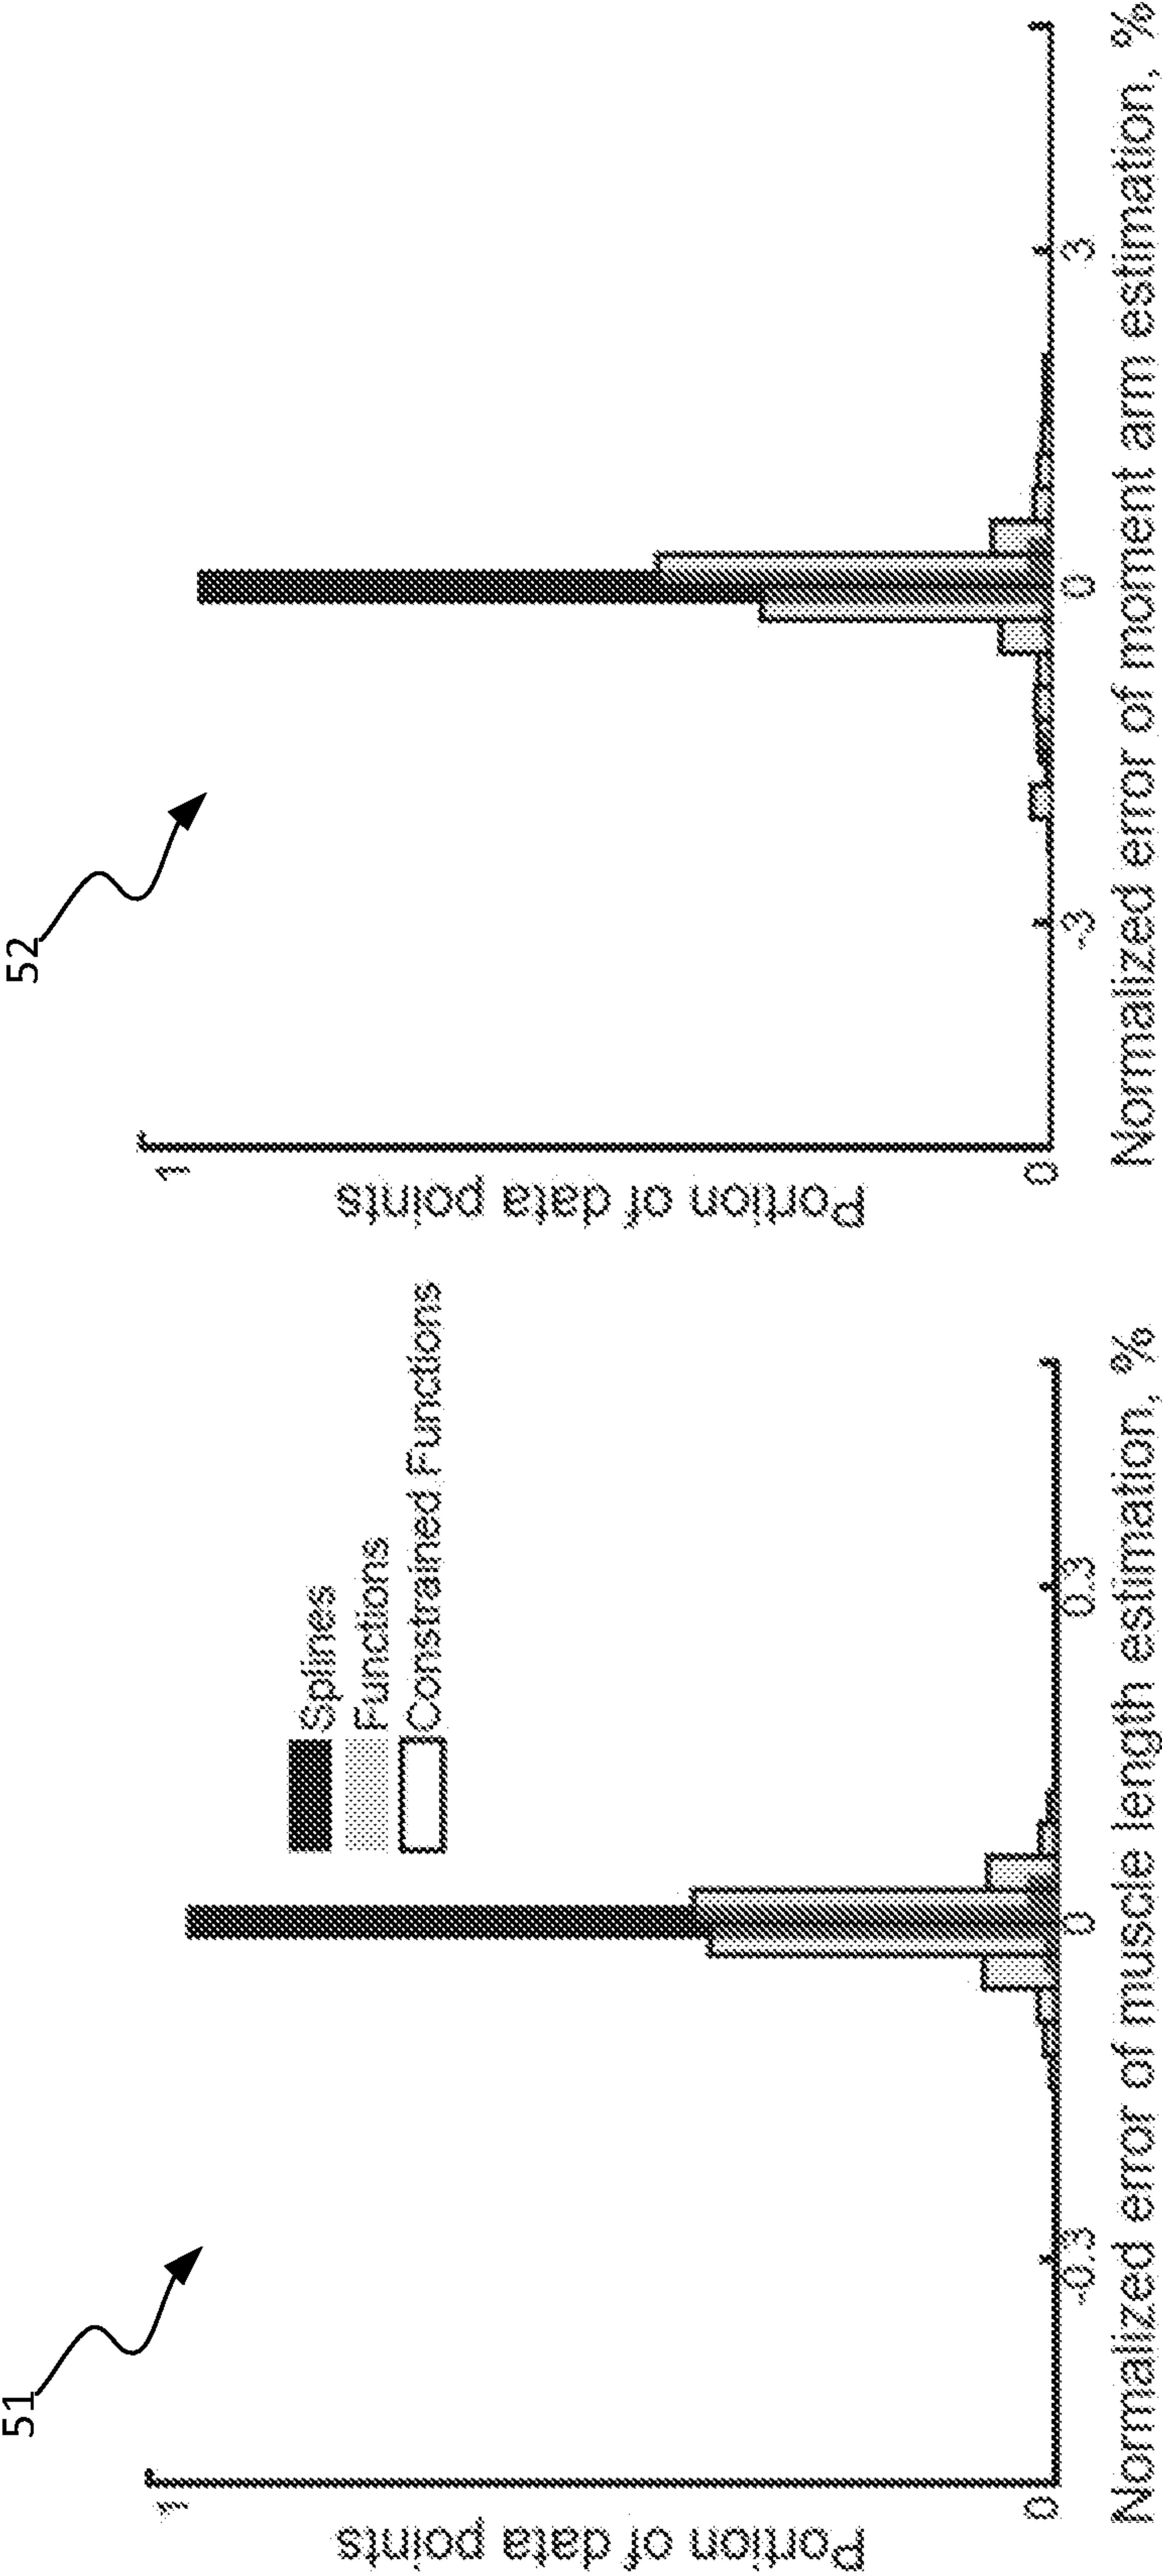 51
1
Portion of data points
0
Splines
Functions
Constrained Functions
-0.3
0
0.3
Normalized error of muscle length estimation, %
52
1
Portion of data points
0
-3
0
3
Normalized error of moment arm estimation, %